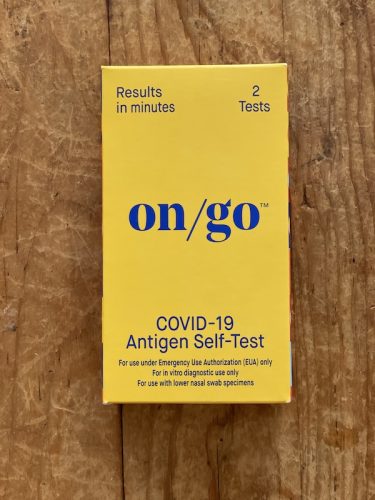 Results
in minutes
2
Tests
on/go™
COVID-19
Antigen Self-Test
For use under Emergency Use Authorization (EUA) only
For in vitro diagnostic use only
For use with lower nasal swab specimens